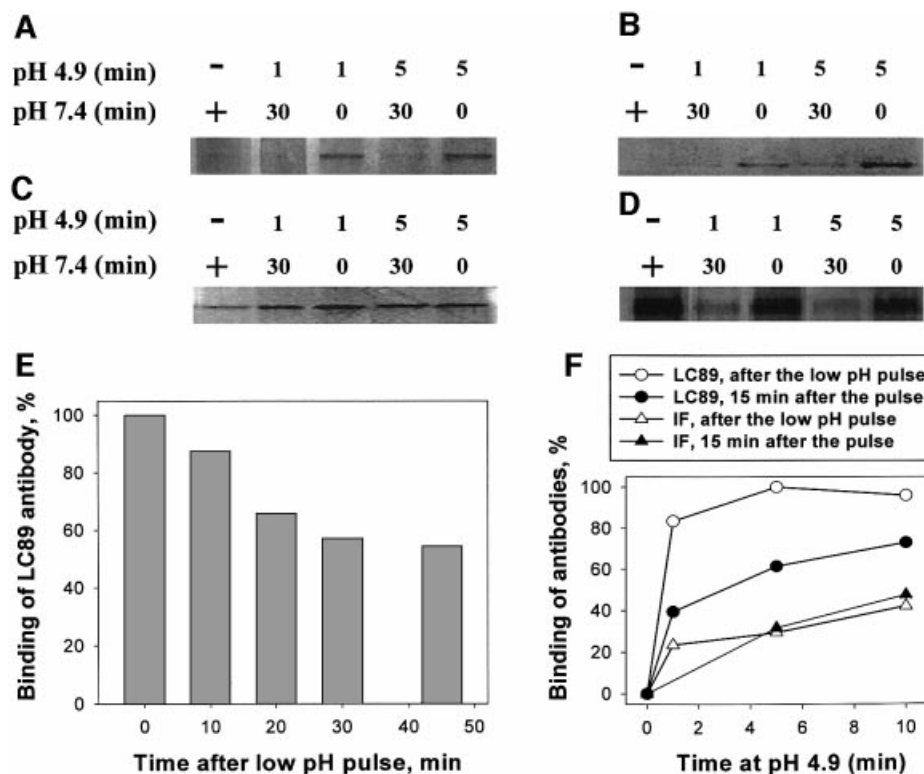 A
pH 4.9 (min) - 1 1 5 5
pH 7.4 (min) + 30 0 30 0
B
- 1 1 5 5
+ 30 0 30 0
C
pH 4.9 (min) - 1 1 5 5
pH 7.4 (min) + 30 0 30 0
D
- 1 1 5 5
+ 30 0 30 0
E
Binding of LC89 antibody, %
100
80
60
40
20
0
0 10 20 30 40 50
Time after low pH pulse, min
F
LC89, after the low pH pulse
LC89, 15 min after the pulse
IF, after the low pH pulse
IF, 15 min after the pulse
Binding of antibodies, %
100
80
60
40
20
0
0 2 4 6 8 10
Time at pH 4.9 (min)